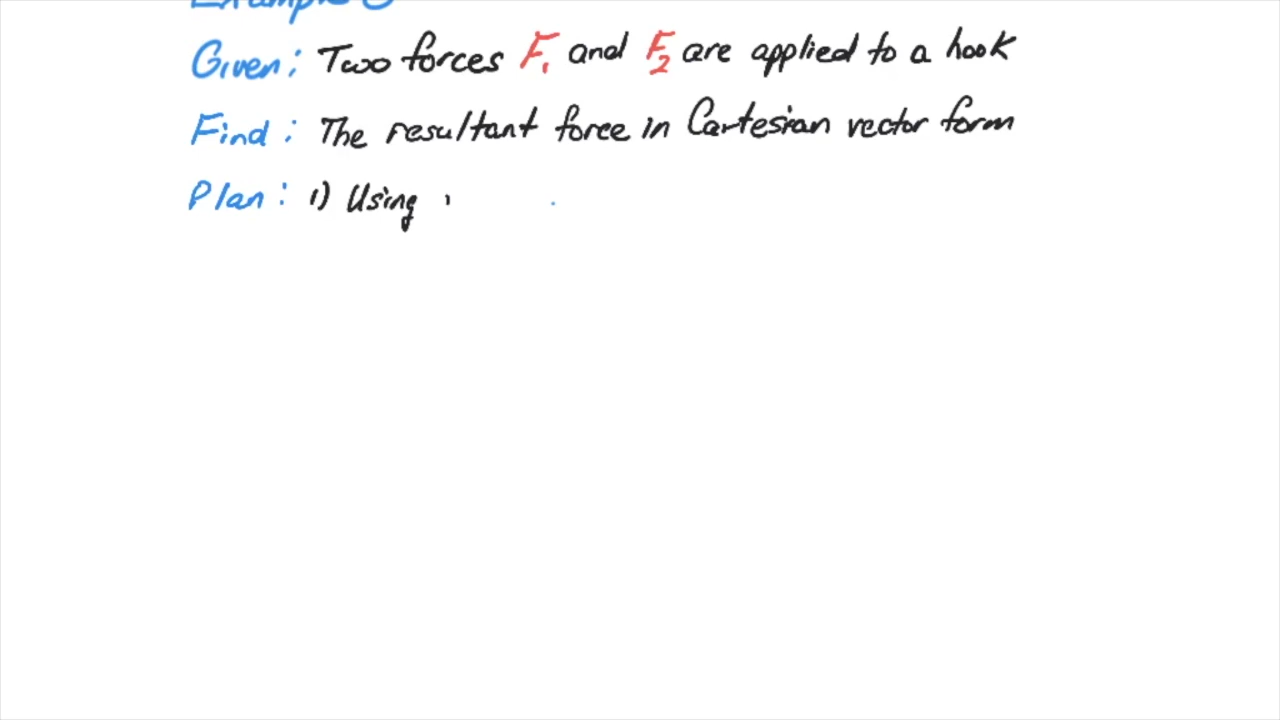 Given: Two forces F1 and F2 are applied to a hook
Find: The resultant force in Cartesian vector form
Plan: 1) Using